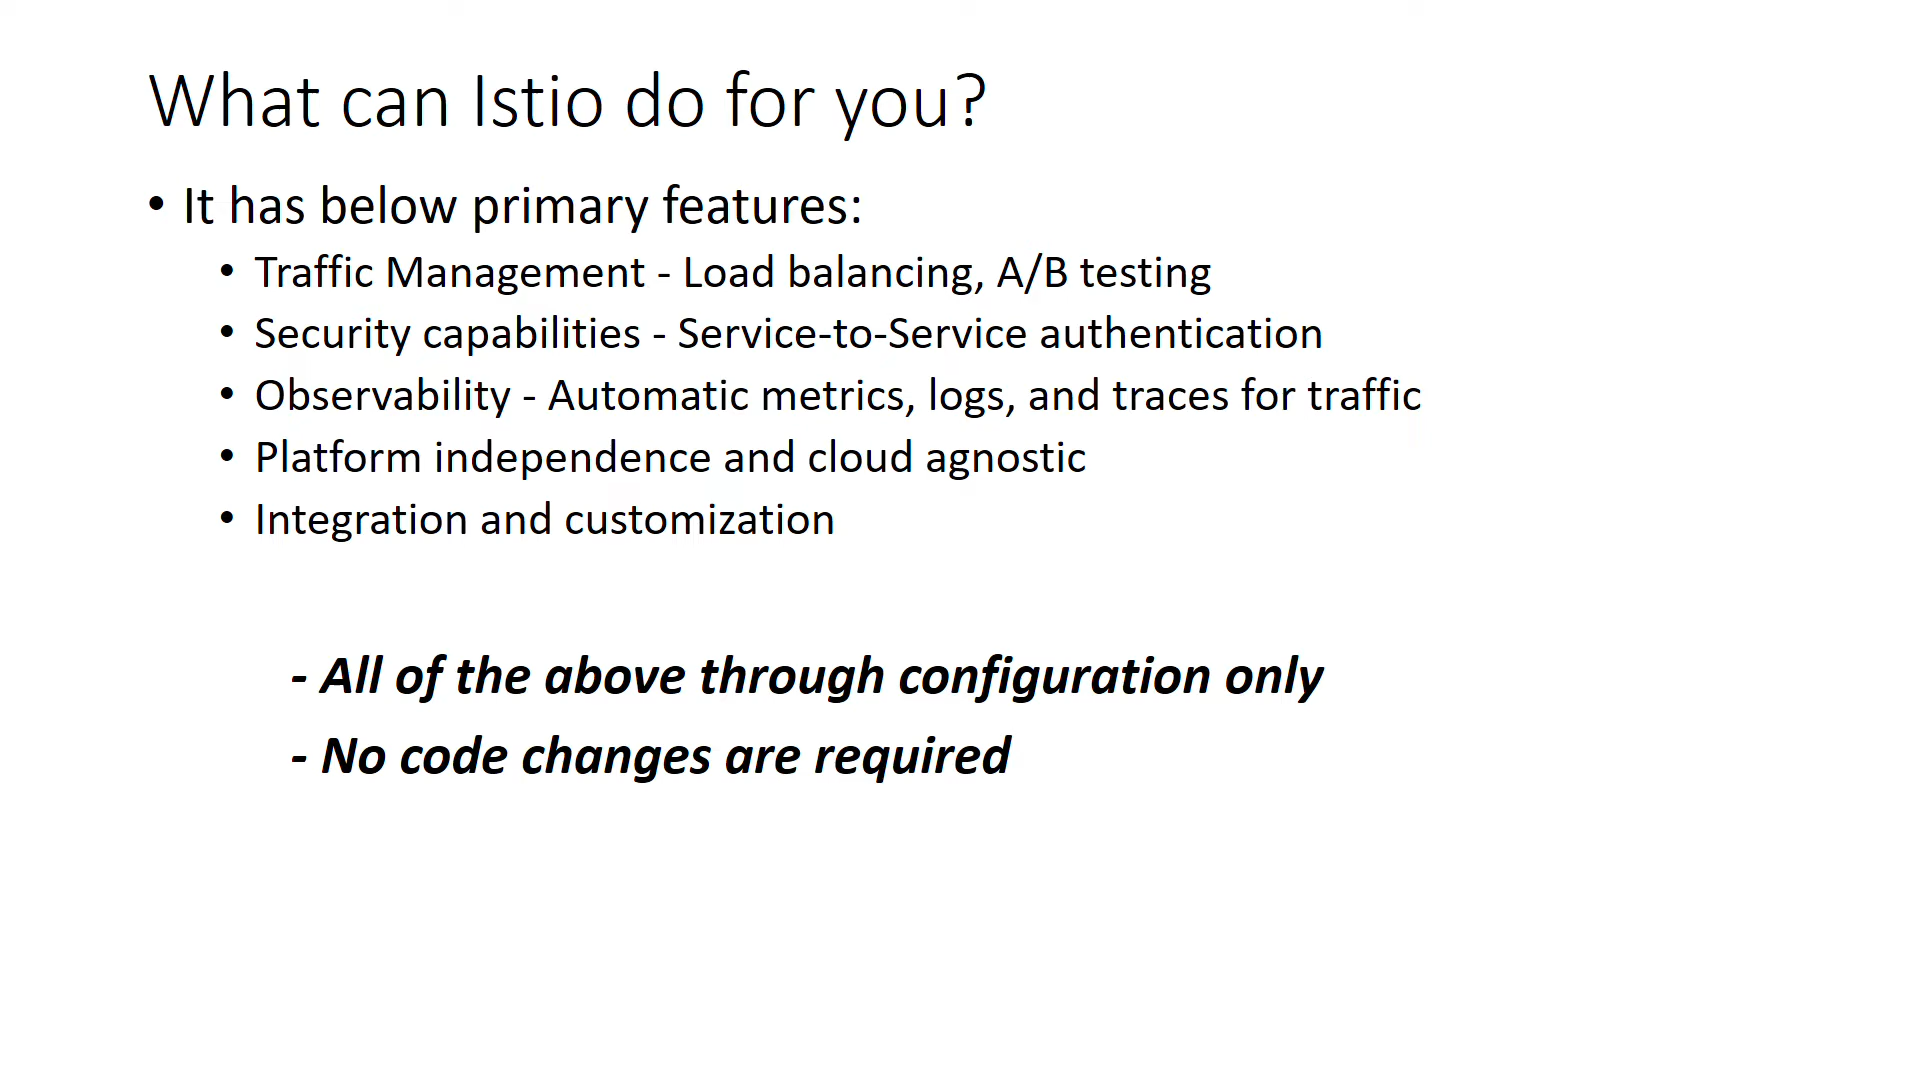 What can Istio do for you?
• It has below primary features:
• Traffic Management - Load balancing, A/B testing
• Security capabilities - Service-to-Service authentication
• Observability - Automatic metrics, logs, and traces for traffic
• Platform independence and cloud agnostic
• Integration and customization
- All of the above through configuration only
- No code changes are required